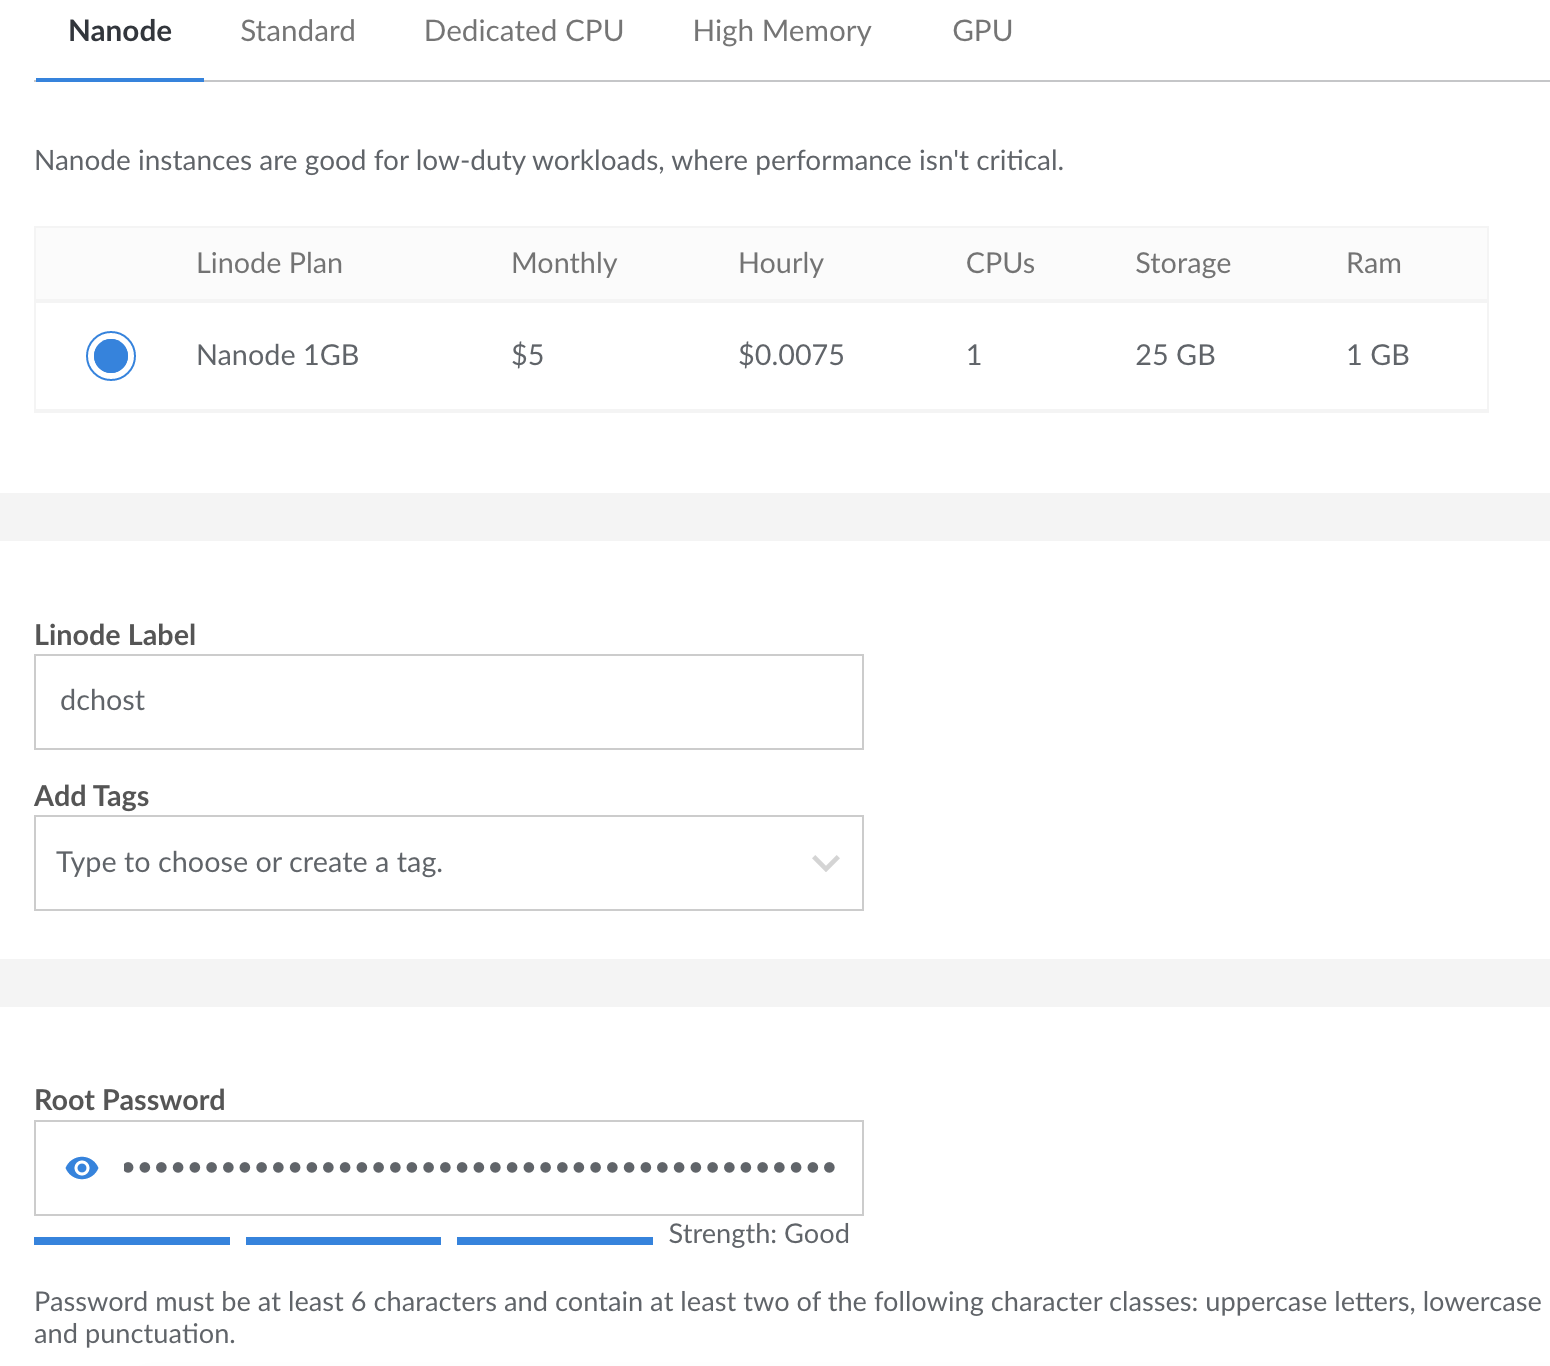 Nanode Standard Dedicated CPU High Memory GPU
Nanode instances are good for low-duty workloads, where performance isn't critical.
Linode Plan Monthly Hourly CPUs Storage Ram
Nanode 1GB $5 $0.0075 1 25 GB 1 GB
Linode Label
dchost
Add Tags
Type to choose or create a tag.
Root Password
Strength: Good
Password must be at least 6 characters and contain at least two of the following character classes: uppercase letters, lowercase
and punctuation.